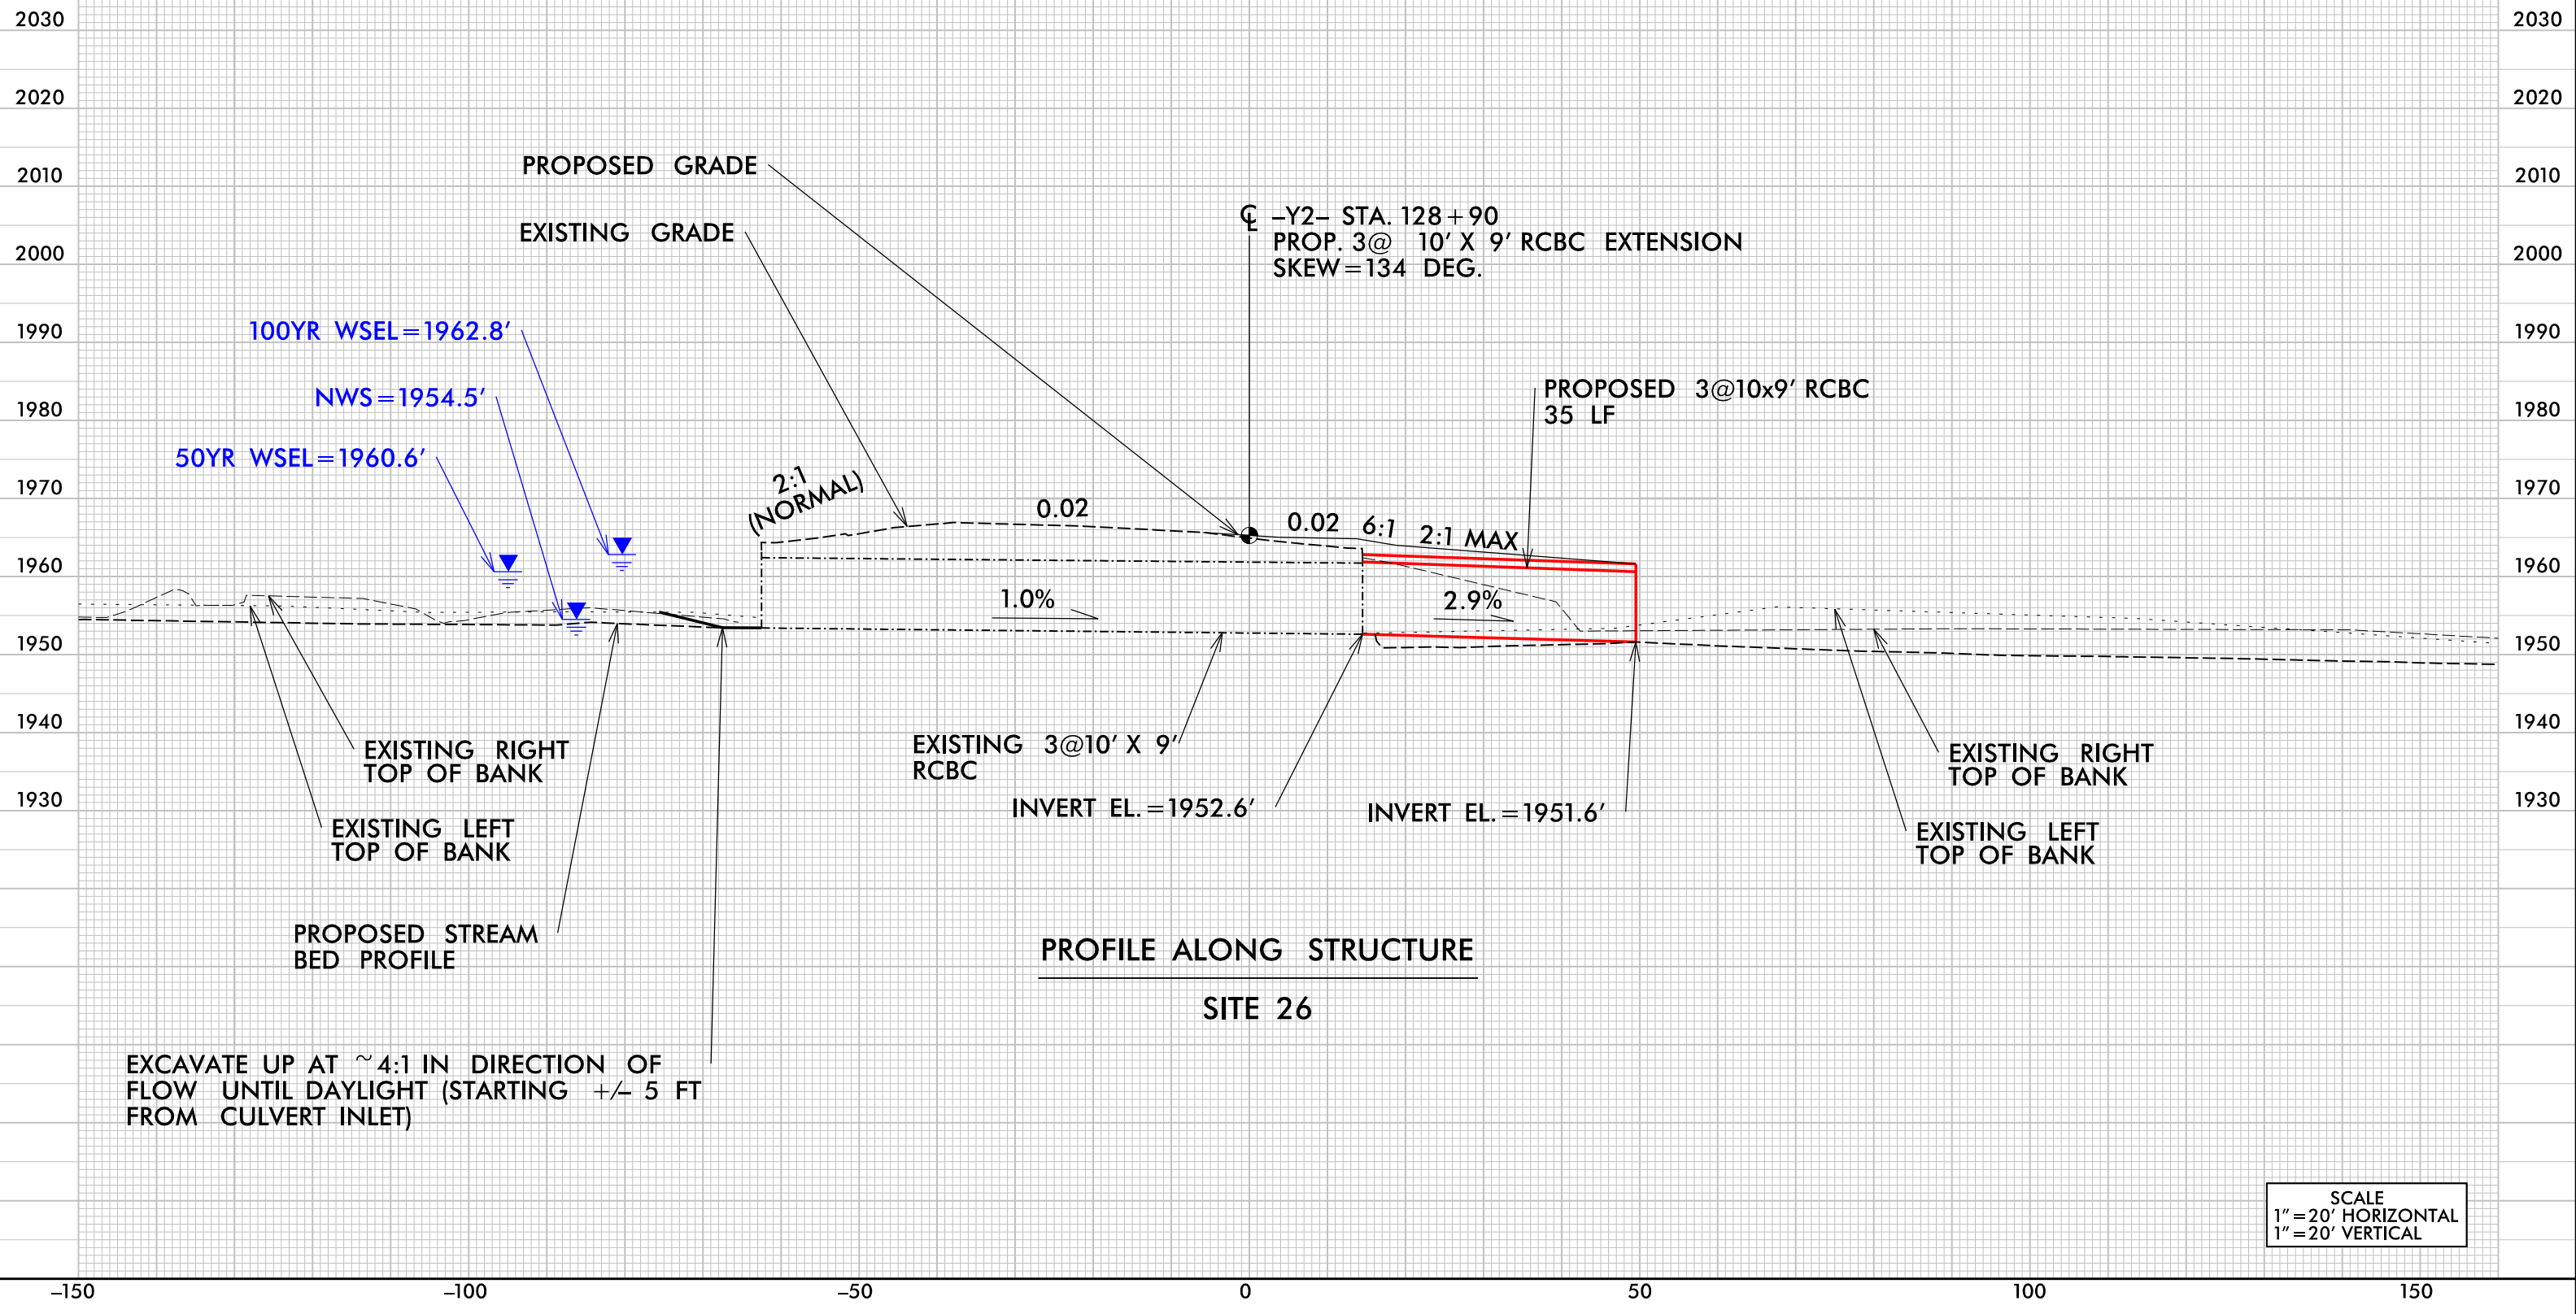 2030 2030
2020 2020
2010 2010
2000 2000
1990 1990
1980 1980
1970 1970
1960 1960
1950 1950
1940 1940
1930 1930
PROPOSED GRADE
EXISTING GRADE
℄ –Y2– STA. 128+90
PROP. 3@ 10' X 9' RCBC EXTENSION
SKEW=134 DEG.
100YR WSEL=1962.8'
NWS=1954.5'
50YR WSEL=1960.6'
PROPOSED 3@10x9' RCBC
35 LF
2:1
(NORMAL)
0.02
0.02
6:1
2:1 MAX
1.0%
2.9%
EXISTING RIGHT
TOP OF BANK
EXISTING LEFT
TOP OF BANK
EXISTING 3@10' X 9'
RCBC
INVERT EL.=1952.6'
INVERT EL.=1951.6'
EXISTING RIGHT
TOP OF BANK
EXISTING LEFT
TOP OF BANK
PROPOSED STREAM
BED PROFILE
PROFILE ALONG STRUCTURE
SITE 26
EXCAVATE UP AT ~4:1 IN DIRECTION OF
FLOW UNTIL DAYLIGHT (STARTING +/– 5 FT
FROM CULVERT INLET)
SCALE
1"=20' HORIZONTAL
1"=20' VERTICAL
–150 –100 –50 0 50 100 150